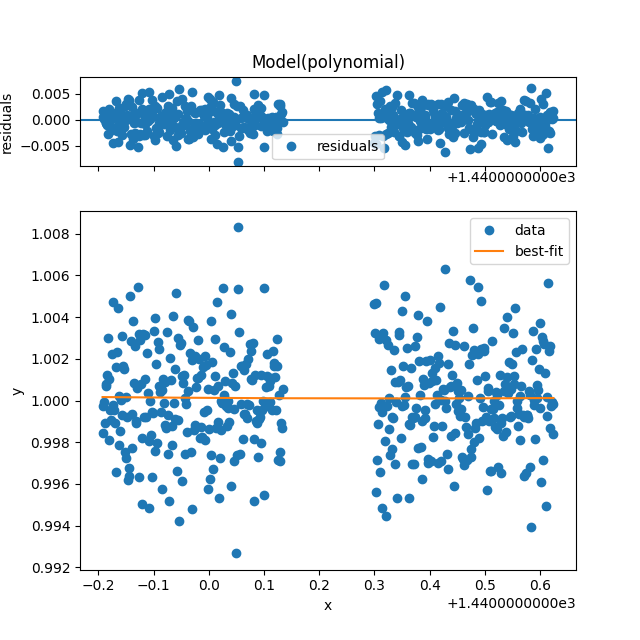 Model(polynomial)
residuals
0.005
0.000
−0.005
residuals
+1.4400000000e3
y
1.008
1.006
1.004
1.002
1.000
0.998
0.996
0.994
0.992
data
best-fit
−0.2 −0.1 0.0 0.1 0.2 0.3 0.4 0.5 0.6
x
+1.4400000000e3